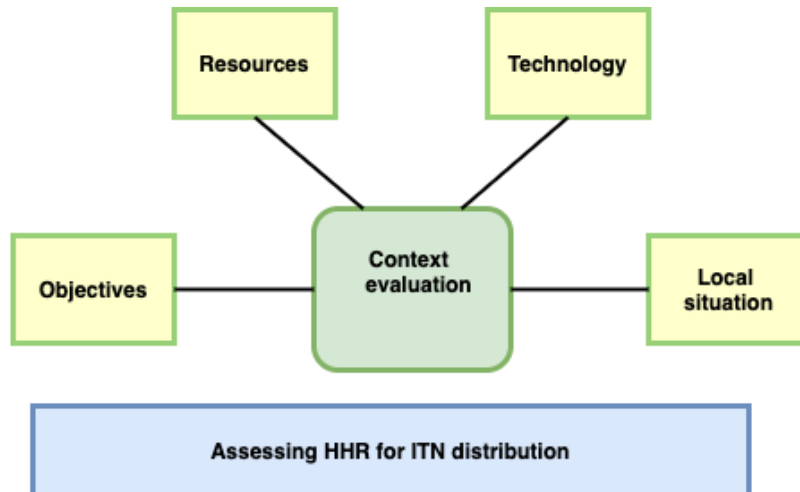 Resources
Technology
Objectives
Context
evaluation
Local
situation
Assessing HHR for ITN distribution